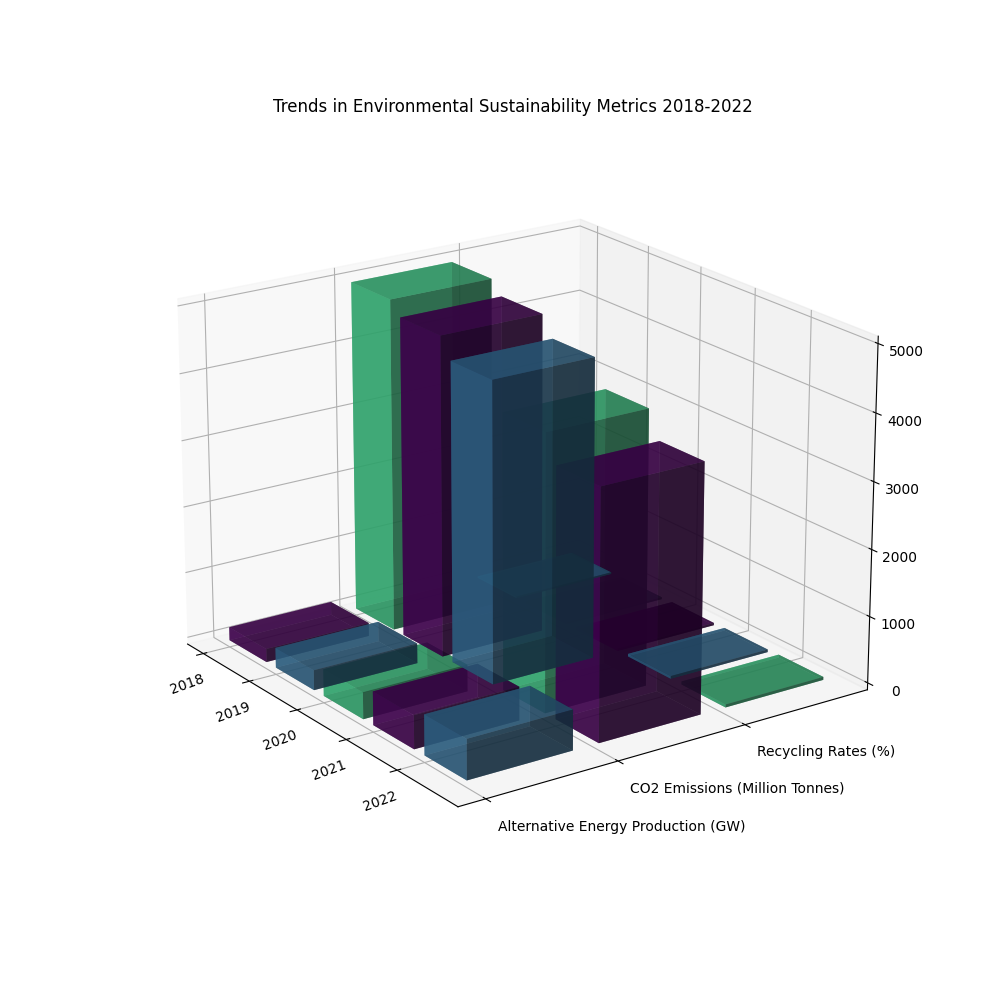 Trends in Environmental Sustainability Metrics 2018-2022
5000
4000
3000
2000
1000
0
2018
2019
2020
2021
2022
Recycling Rates (%)
CO2 Emissions (Million Tonnes)
Alternative Energy Production (GW)